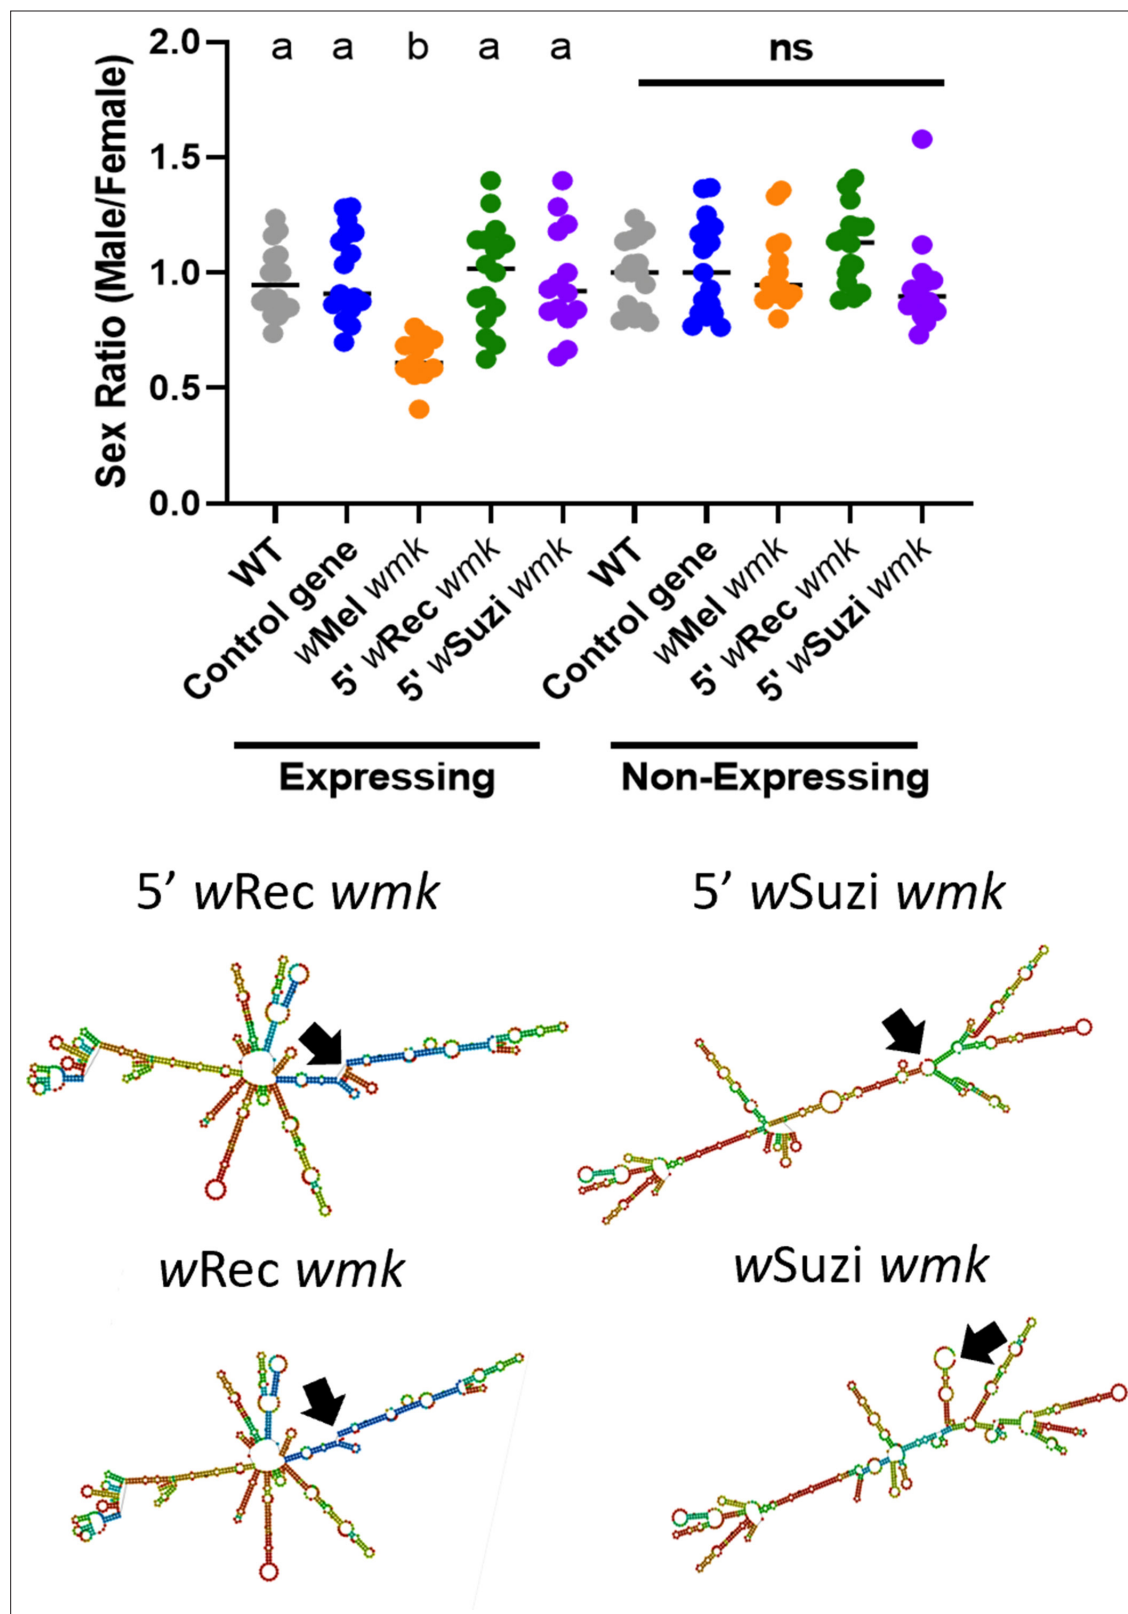 a a b a a ns
Sex Ratio (Male/Female)
2.0
1.5
1.0
0.5
0.0
WT
Control gene
wMel wmk
5' wRec wmk
5' wSuzi wmk
WT
Control gene
wMel wmk
5' wRec wmk
5' wSuzi wmk
Expressing
Non-Expressing
5’ wRec wmk
5’ wSuzi wmk
wRec wmk
wSuzi wmk